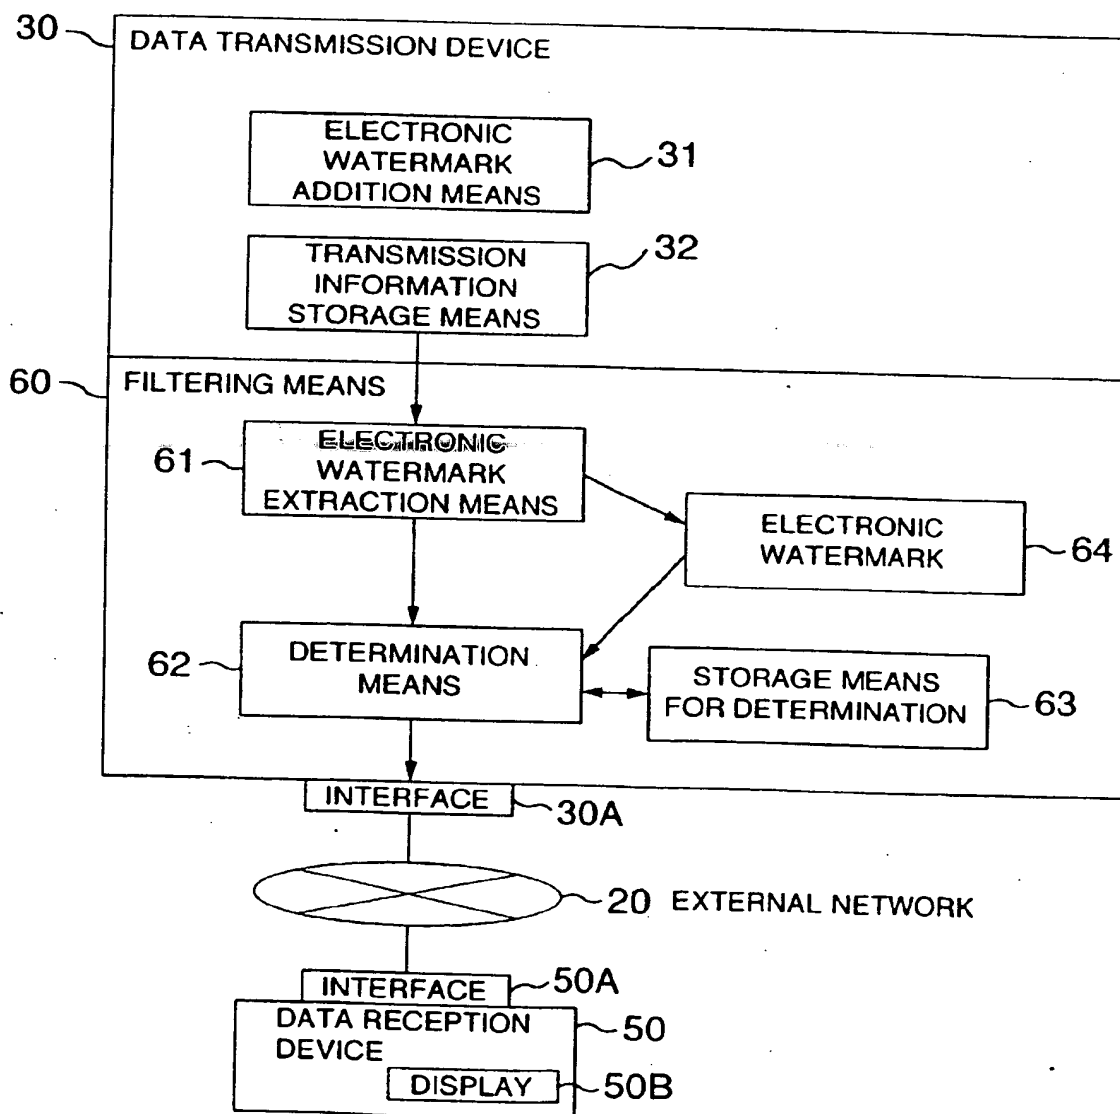 30
DATA TRANSMISSION DEVICE
ELECTRONIC
WATERMARK
ADDITION MEANS
31
TRANSMISSION
INFORMATION
STORAGE MEANS
32
60
FILTERING MEANS
61
ELECTRONIC
WATERMARK
EXTRACTION MEANS
ELECTRONIC
WATERMARK
64
62
DETERMINATION
MEANS
STORAGE MEANS
FOR DETERMINATION
63
INTERFACE
30A
20 EXTERNAL NETWORK
INTERFACE
50A
DATA RECEPTION
DEVICE
50
DISPLAY
50B